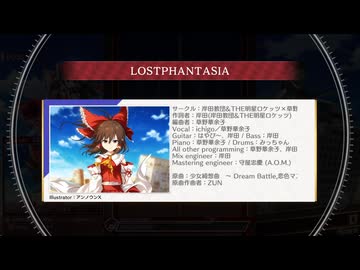 LOSTPHANTASIA
サークル：岸田教団&THE明星ロケッツ×草野
作詞者：岸田(岸田教団&THE明星ロケッツ)
編曲者：草野華余子
Vocal：ichigo／草野華余子
Guitar：はやぴ～、岸田 / Bass：岸田
Piano：草野華余子 / Drums：みっちゃん
All other programming：草野華余子、岸田
Mix engineer：岸田
Mastering engineer：守屋忠慶 (A.O.M.)
原曲：少女綺想曲　～ Dream Battle,恋色マ
原曲作曲者：ZUN
Illustrator：アンノウンX